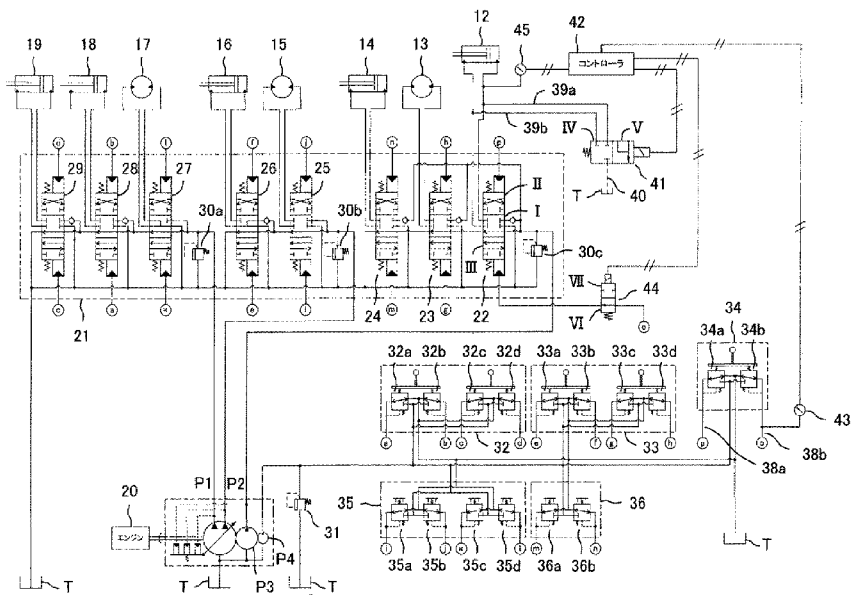 19 18 17 16 15 14 13 12 45 42
コントローラ
39a
39b Ⅳ Ⅴ
T 40 41
29 28 27 26 25 Ⅱ
30a 30b Ⅰ 30c
Ⅲ
21 24 23 22 Ⅶ 44
Ⅵ
34
34a 34b
32a 32b 32c 32d 33a 33b 33c 33d
43
32 33 38a 38b
P1 P2 35 36
20 31
エンジン P4
35a 35b 35c 35d 36a 36b T
T T P3 T